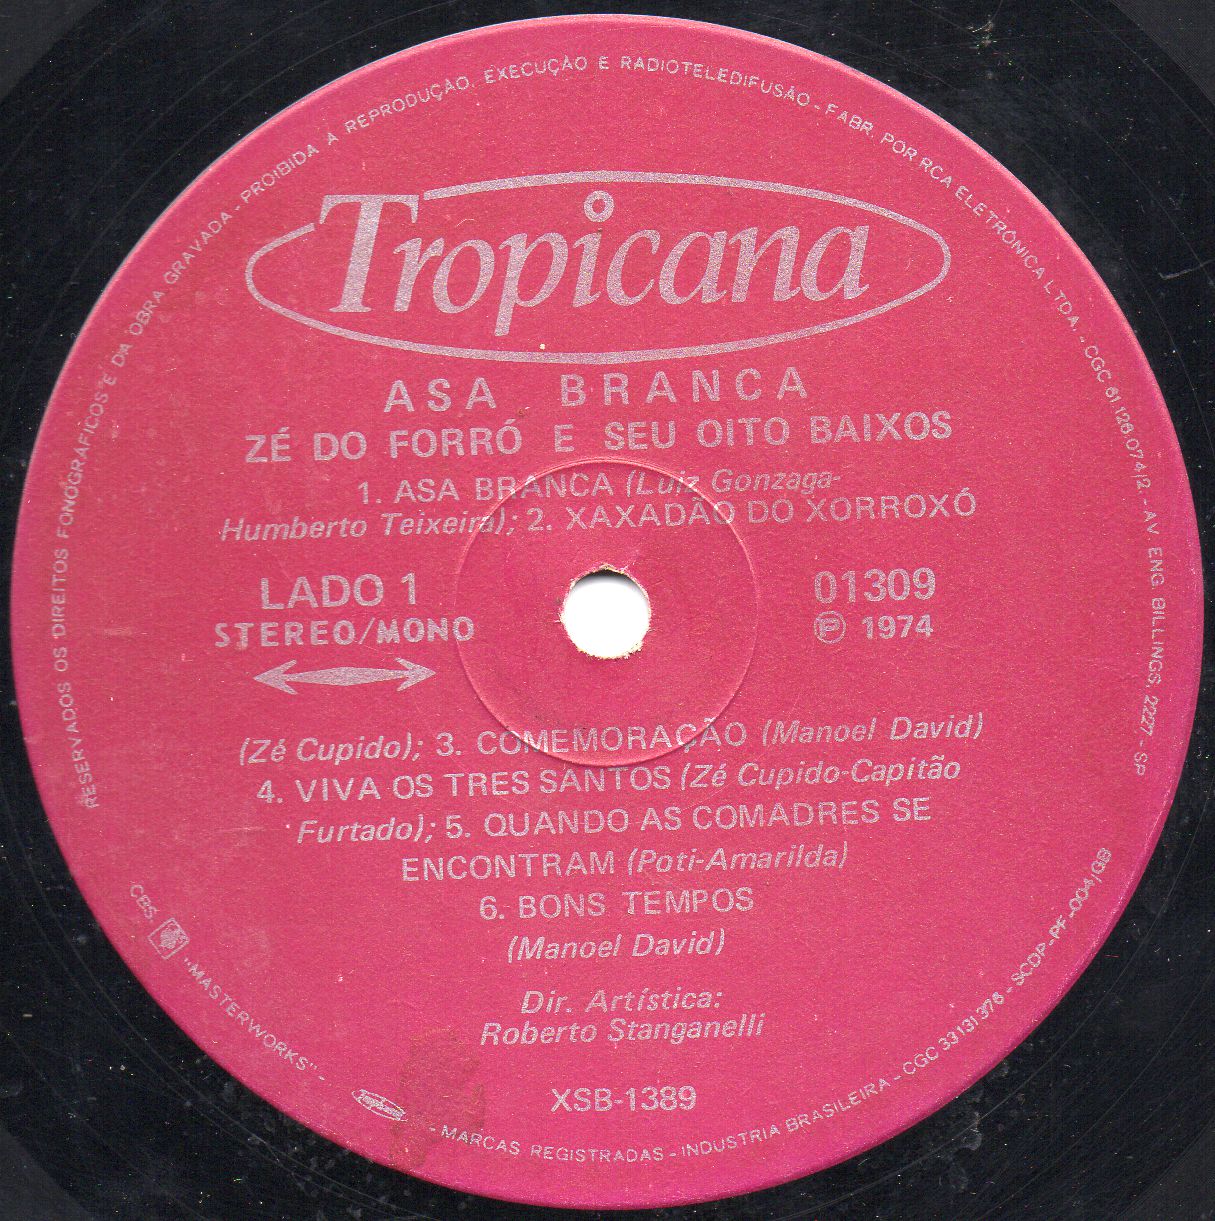 RESERVADOS OS DIREITOS FONOGRÁFICOS E DA OBRA GRAVADA - PROIBIDA A REPRODUÇÃO, EXECUÇÃO E RADIOTELEDIFUSÃO - FABR. POR RCA ELETRÔNICA LTDA. - CGC 61126074/2 - AV. ENG. BILLINGS, 2227 - SP
Tropicana
ASA BRANCA
ZÉ DO FORRÓ E SEU OITO BAIXOS
1. ASA BRANCA (Luiz Gonzaga-
Humberto Teixeira); 2. XAXADÃO DO XORROXÓ
LADO 1
STEREO/MONO
01309
Ⓟ 1974
(Zé Cupido); 3. COMEMORAÇÃO (Manoel David)
4. VIVA OS TRES SANTOS (Zé Cupido-Capitão
Furtado); 5. QUANDO AS COMADRES SE
ENCONTRAM (Poti-Amarilda)
6. BONS TEMPOS
(Manoel David)
Dir. Artística:
Roberto Stanganelli
XSB-1389
CBS, "MASTERWORKS" - Tropicana - MARCAS REGISTRADAS - INDUSTRIA BRASILEIRA - CGC 33131376 - SCDP-PF-004/GB